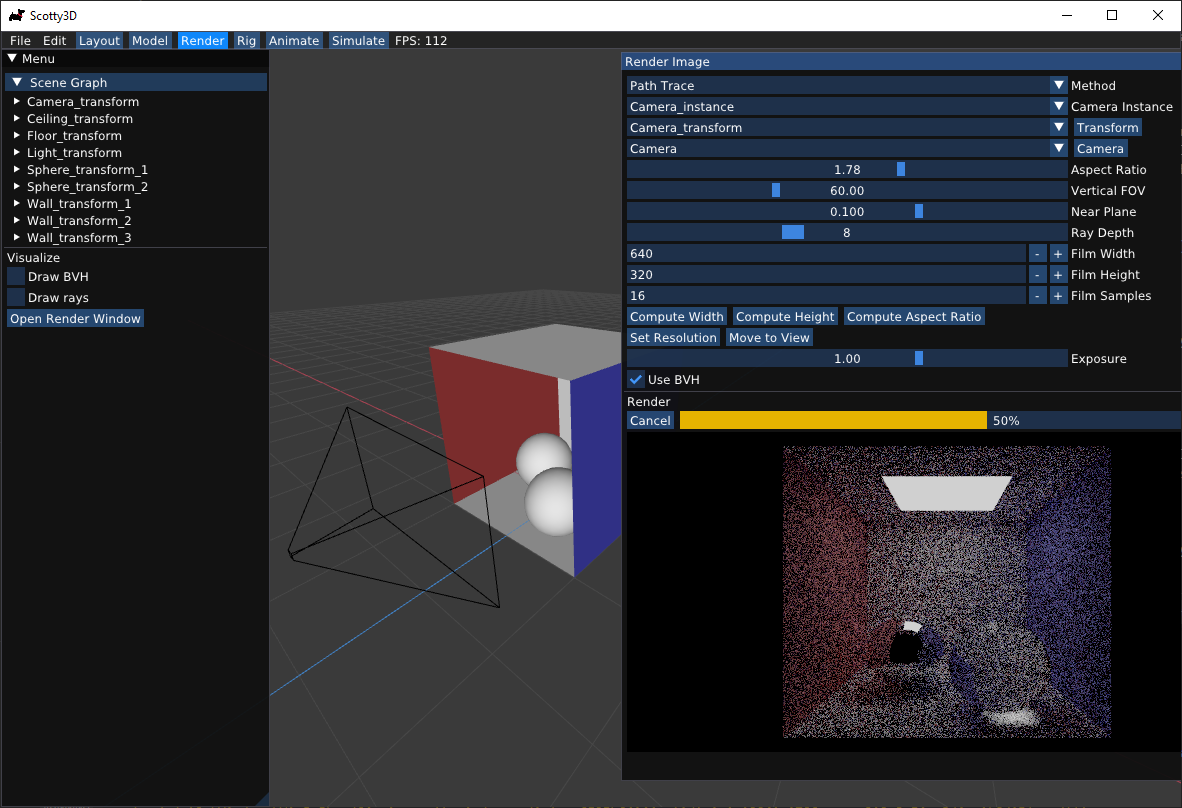 Scotty3D
File Edit Layout Model Render Rig Animate Simulate FPS: 112
Menu
Scene Graph
Camera_transform
Ceiling_transform
Floor_transform
Light_transform
Sphere_transform_1
Sphere_transform_2
Wall_transform_1
Wall_transform_2
Wall_transform_3
Visualize
Draw BVH
Draw rays
Open Render Window
Render Image
Path Trace Method
Camera_instance Camera Instance
Camera_transform Transform
Camera Camera
1.78 Aspect Ratio
60.00 Vertical FOV
0.100 Near Plane
8 Ray Depth
640 - + Film Width
320 - + Film Height
16 - + Film Samples
Compute Width Compute Height Compute Aspect Ratio
Set Resolution Move to View
1.00 Exposure
Use BVH
Render
Cancel 50%